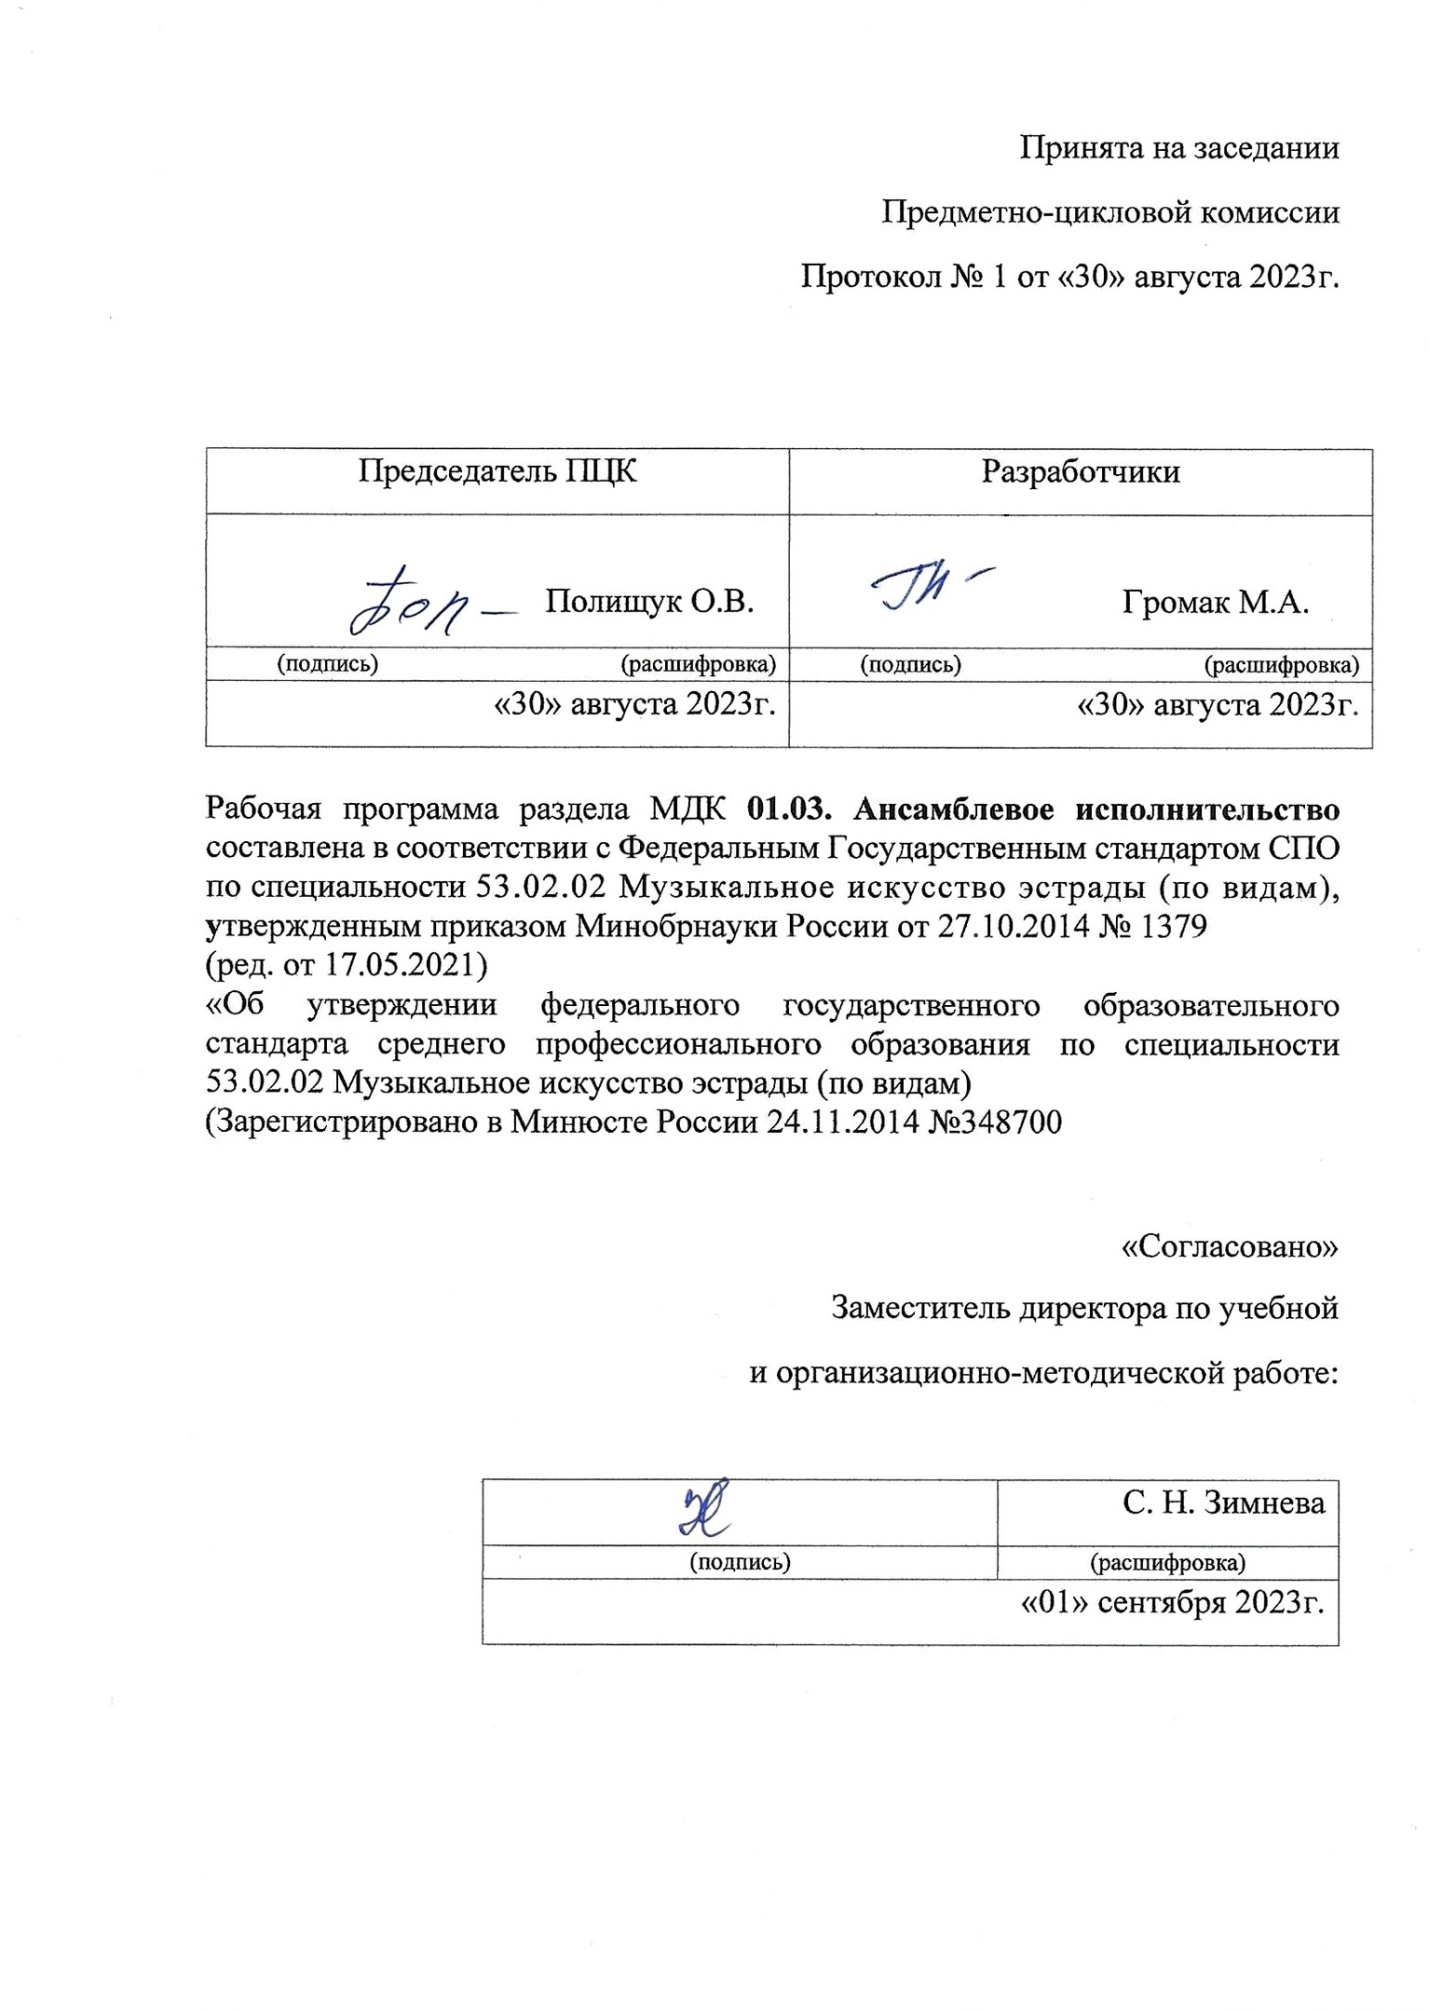 Принята на заседании
Предметно-цикловой комиссии
Протокол № 1 от «30» августа 2023г.
Председатель ПЦК
Разработчики
Полищук О.В.
Громак М.А.
(подпись) (расшифровка)
(подпись) (расшифровка)
«30» августа 2023г.
«30» августа 2023г.
Рабочая программа раздела МДК 01.03. Ансамблевое исполнительство
составлена в соответствии с Федеральным Государственным стандартом СПО
по специальности 53.02.02 Музыкальное искусство эстрады (по видам),
утвержденным приказом Минобрнауки России от 27.10.2014 № 1379
(ред. от 17.05.2021)
«Об утверждении федерального государственного образовательного
стандарта среднего профессионального образования по специальности
53.02.02 Музыкальное искусство эстрады (по видам)
(Зарегистрировано в Минюсте России 24.11.2014 №348700
«Согласовано»
Заместитель директора по учебной
и организационно-методической работе:
С. Н. Зимнева
(подпись)
(расшифровка)
«01» сентября 2023г.